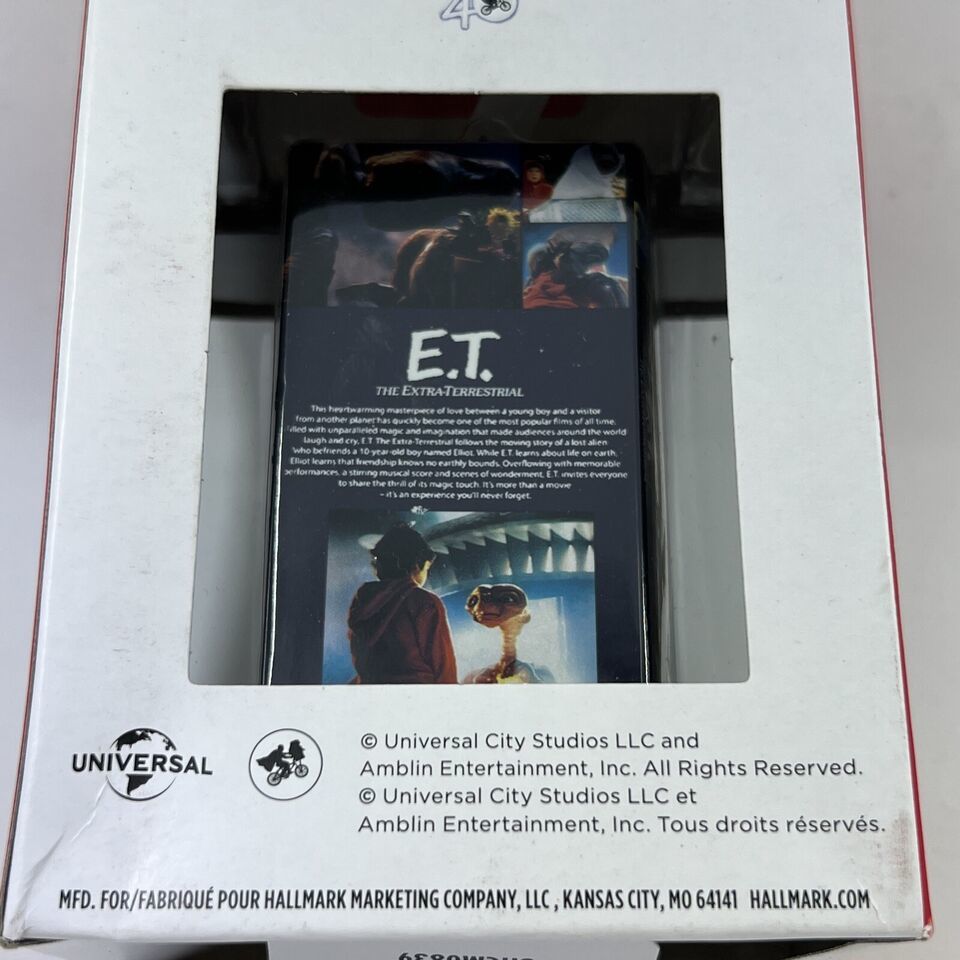 40
E.T.
THE EXTRA-TERRESTRIAL
This heartwarming masterpiece of love between a young boy and a visitor
from another planet has quickly become one of the most popular films of all time.
Filled with unparalleled magic and imagination that made audiences around the world
laugh and cry, E.T. The Extra-Terrestrial follows the moving story of a lost alien
who befriends a 10-year-old boy named Elliot. While E.T. learns about life on earth,
Elliot learns that friendship knows no earthly bounds. Overflowing with memorable
performances, a stirring musical score and scenes of wonderment, E.T. invites everyone
to share the thrill of its magic touch. It's more than a movie
– it's an experience you'll never forget.
UNIVERSAL
© Universal City Studios LLC and
Amblin Entertainment, Inc. All Rights Reserved.
© Universal City Studios LLC et
Amblin Entertainment, Inc. Tous droits réservés.
MFD. FOR/FABRIQUÉ POUR HALLMARK MARKETING COMPANY, LLC , KANSAS CITY, MO 64141 HALLMARK.COM